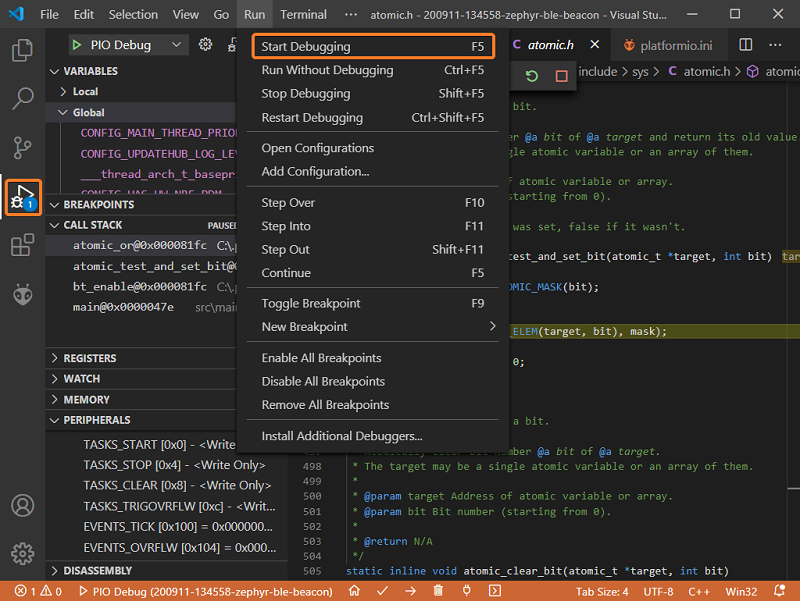 File Edit Selection View Go Run Terminal ··· atomic.h - 200911-134558-zephyr-ble-beacon - Visual Stu...
PIO Debug
VARIABLES
Local
Global
CONFIG_MAIN_THREAD_PRIO
CONFIG_UPDATEHUB_LOG_LEV
___thread_arch_t_basepri
BREAKPOINTS
CALL STACK PAUSED
atomic_or@0x000081fc C:\.
atomic_test_and_set_bit@
bt_enable@0x000081fc C:\.
main@0x0000047e src\main
REGISTERS
WATCH
MEMORY
PERIPHERALS
TASKS_START [0x0] - <Write
TASKS_STOP [0x4] - <Write Only>
TASKS_CLEAR [0x8] - <Write Only>
TASKS_TRIGOVRFLW [0xc] - <Writ...
EVENTS_TICK [0x100] = 0x000000...
EVENTS_OVRFLW [0x104] = 0x000...
DISASSEMBLY
Start Debugging F5
Run Without Debugging Ctrl+F5
Stop Debugging Shift+F5
Restart Debugging Ctrl+Shift+F5
Open Configurations
Add Configuration...
Step Over F10
Step Into F11
Step Out Shift+F11
Continue F5
Toggle Breakpoint F9
New Breakpoint
Enable All Breakpoints
Disable All Breakpoints
Remove All Breakpoints
Install Additional Debuggers...
C atomic.h platformio.ini
include > sys > C atomic.h > atomi
bit.
er @a bit of @a target and return its old value.
gle atomic variable or an array of them.
f atomic variable or array.
starting from 0).
was set, false if it wasn't.
test_and_set_bit(atomic_t *target, int bit) tar
OMIC_MASK(bit);
_ELEM(target, bit), mask);
0;
a bit.
number @a bit of @a target.
498 * The target may be a single atomic variable or an array of them.
499 *
500 * @param target Address of atomic variable or array.
501 * @param bit Bit number (starting from 0).
502 *
503 * @return N/A
504 */
505 static inline void atomic_clear_bit(atomic_t *target, int bit)
1
1 0 PIO Debug (200911-134558-zephyr-ble-beacon) Tab Size: 4 UTF-8 C++ Win32